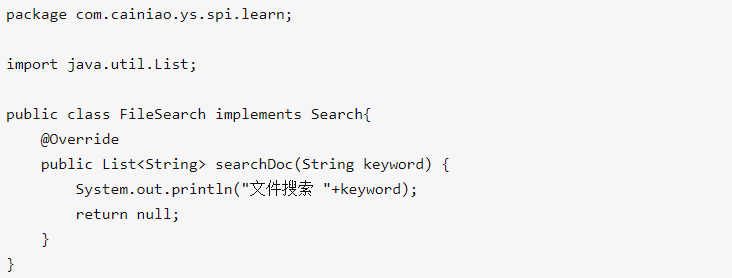 package com.cainiao.ys.spi.learn;
import java.util.List;
public class FileSearch implements Search{
    @Override
    public List<String> searchDoc(String keyword) {
        System.out.println("文件搜索 "+keyword);
        return null;
    }
}